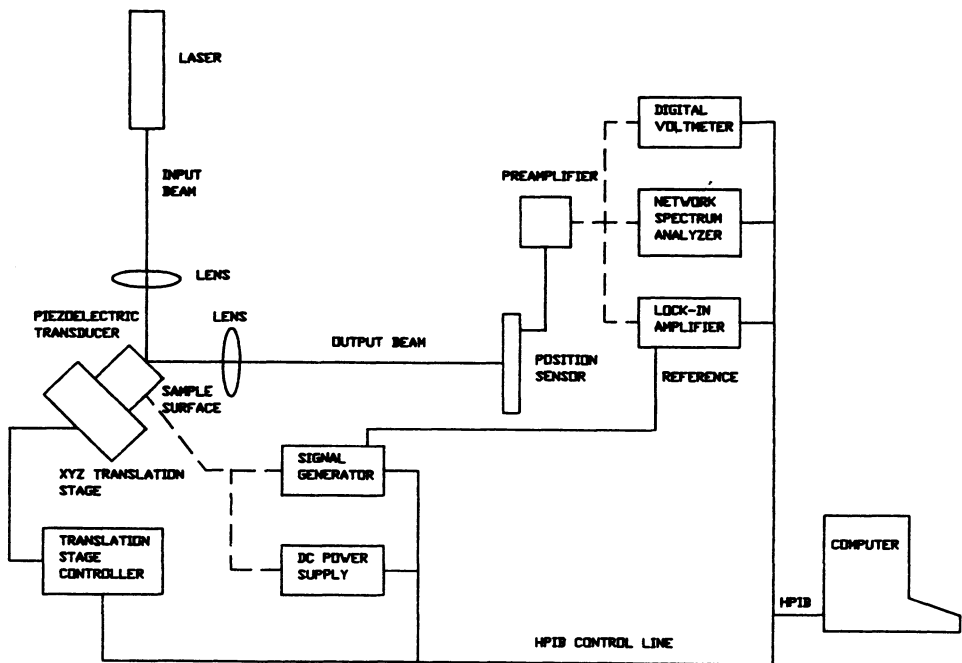 LASER
DIGITAL
VOLTMETER
INPUT
BEAM
PREAMPLIFIER
NETWORK
SPECTRUM
ANALYZER
LENS
PIEZOELECTRIC
TRANSDUCER
LENS
OUTPUT BEAM
LOCK-IN
AMPLIFIER
POSITION
SENSOR
REFERENCE
SAMPLE
SURFACE
XYZ TRANSLATION
STAGE
SIGNAL
GENERATOR
TRANSLATION
STAGE
CONTROLLER
DC POWER
SUPPLY
COMPUTER
HPIB
HPIB CONTROL LINE